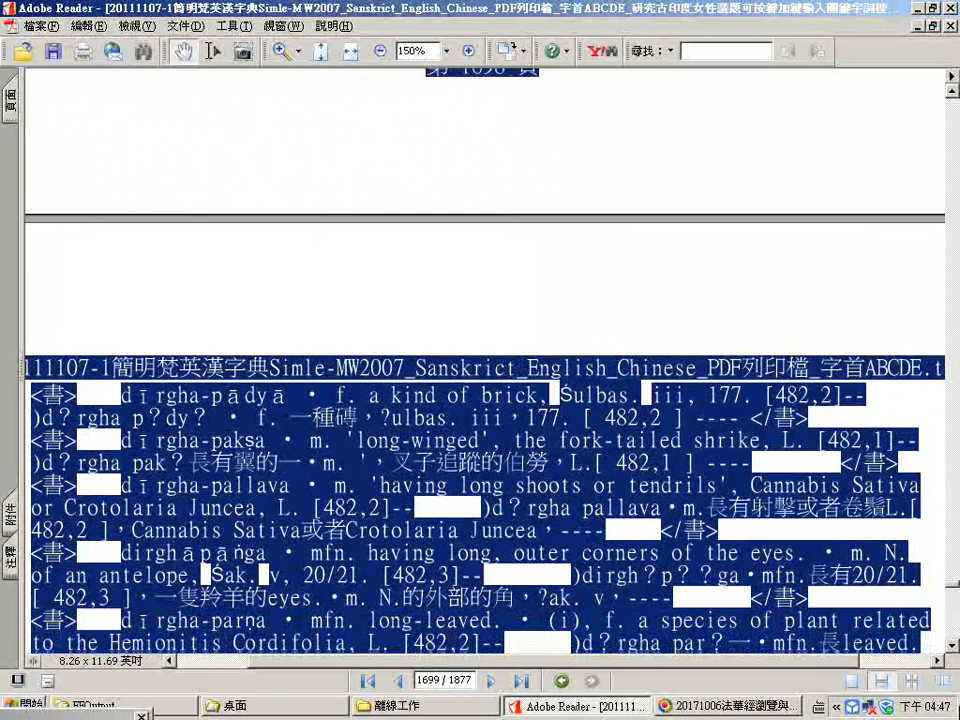 Adobe Reader - [20111107-1簡明梵英漢字典Simle-MW2007_Sanskrict_English_Chinese_PDF列印檔_字首ABCDE_研究古印度女性議題可按鍵加鍵輸入關鍵字詞搜
檔案(F) 編輯(E) 檢視(V) 文件(D) 工具(T) 視窗(W) 說明(H)
150% 尋找:
頁面
第 1698 頁
111107-1簡明梵英漢字典Simle-MW2007_Sanskrict_English_Chinese_PDF列印檔_字首ABCDE.t
<書> dīrgha-pādyā · f. a kind of brick, Śulbas. iii, 177. [482,2]--
)d?rgha p?dy? · f. 一種磚,?ulbas. iii,177. [ 482,2 ] ---- </書>
<書> dīrgha-pakṣa · m. 'long-winged', the fork-tailed shrike, L. [482,1]--
)d?rgha pak?長有翼的一·m. ',叉子追蹤的伯勞,L.[ 482,1 ] ---- </書>
<書> dīrgha-pallava · m. 'having long shoots or tendrils', Cannabis Sativa
or Crotolaria Juncea, L. [482,2]-- )d?rgha pallava·m.長有射擊或者卷鬚L.[
482,2 ],Cannabis Sativa或者Crotolaria Juncea,---- </書>
<書> dirghāpāṅga · mfn. having long, outer corners of the eyes. · m. N.
of an antelope, Śak. v, 20/21. [482,3]-- )dirgh?p??ga·mfn.長有20/21.
[ 482,3 ],一隻羚羊的eyes.·m. N.的外部的角,?ak. v,---- </書>
<書> dīrgha-parṇa · mfn. long-leaved. · (i), f. a species of plant related
to the Hemionitis Cordifolia, L. [482,2]-- )d?rgha par?一·mfn.長leaved.
附件
注釋
8.26 x 11.69 英吋
1699 / 1877
開始 FFOutput 桌面 離線工作 Adobe Reader - [201111... 20171006法華經瀏覽與... 下午 04:47